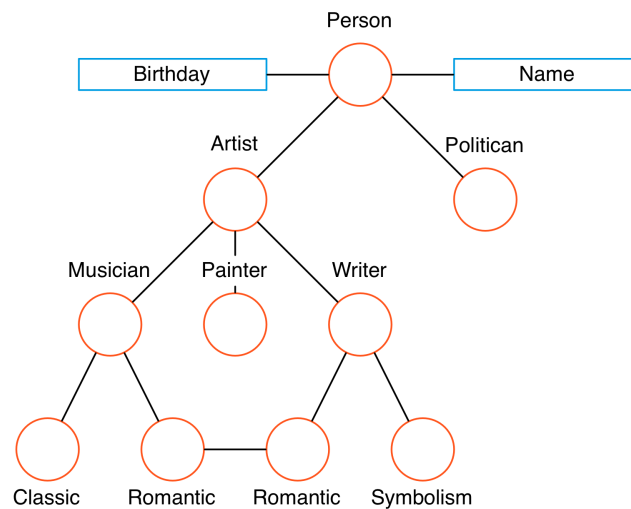 Person
Birthday
Name
Artist
Politican
Musician
Painter
Writer
Classic
Romantic
Romantic
Symbolism